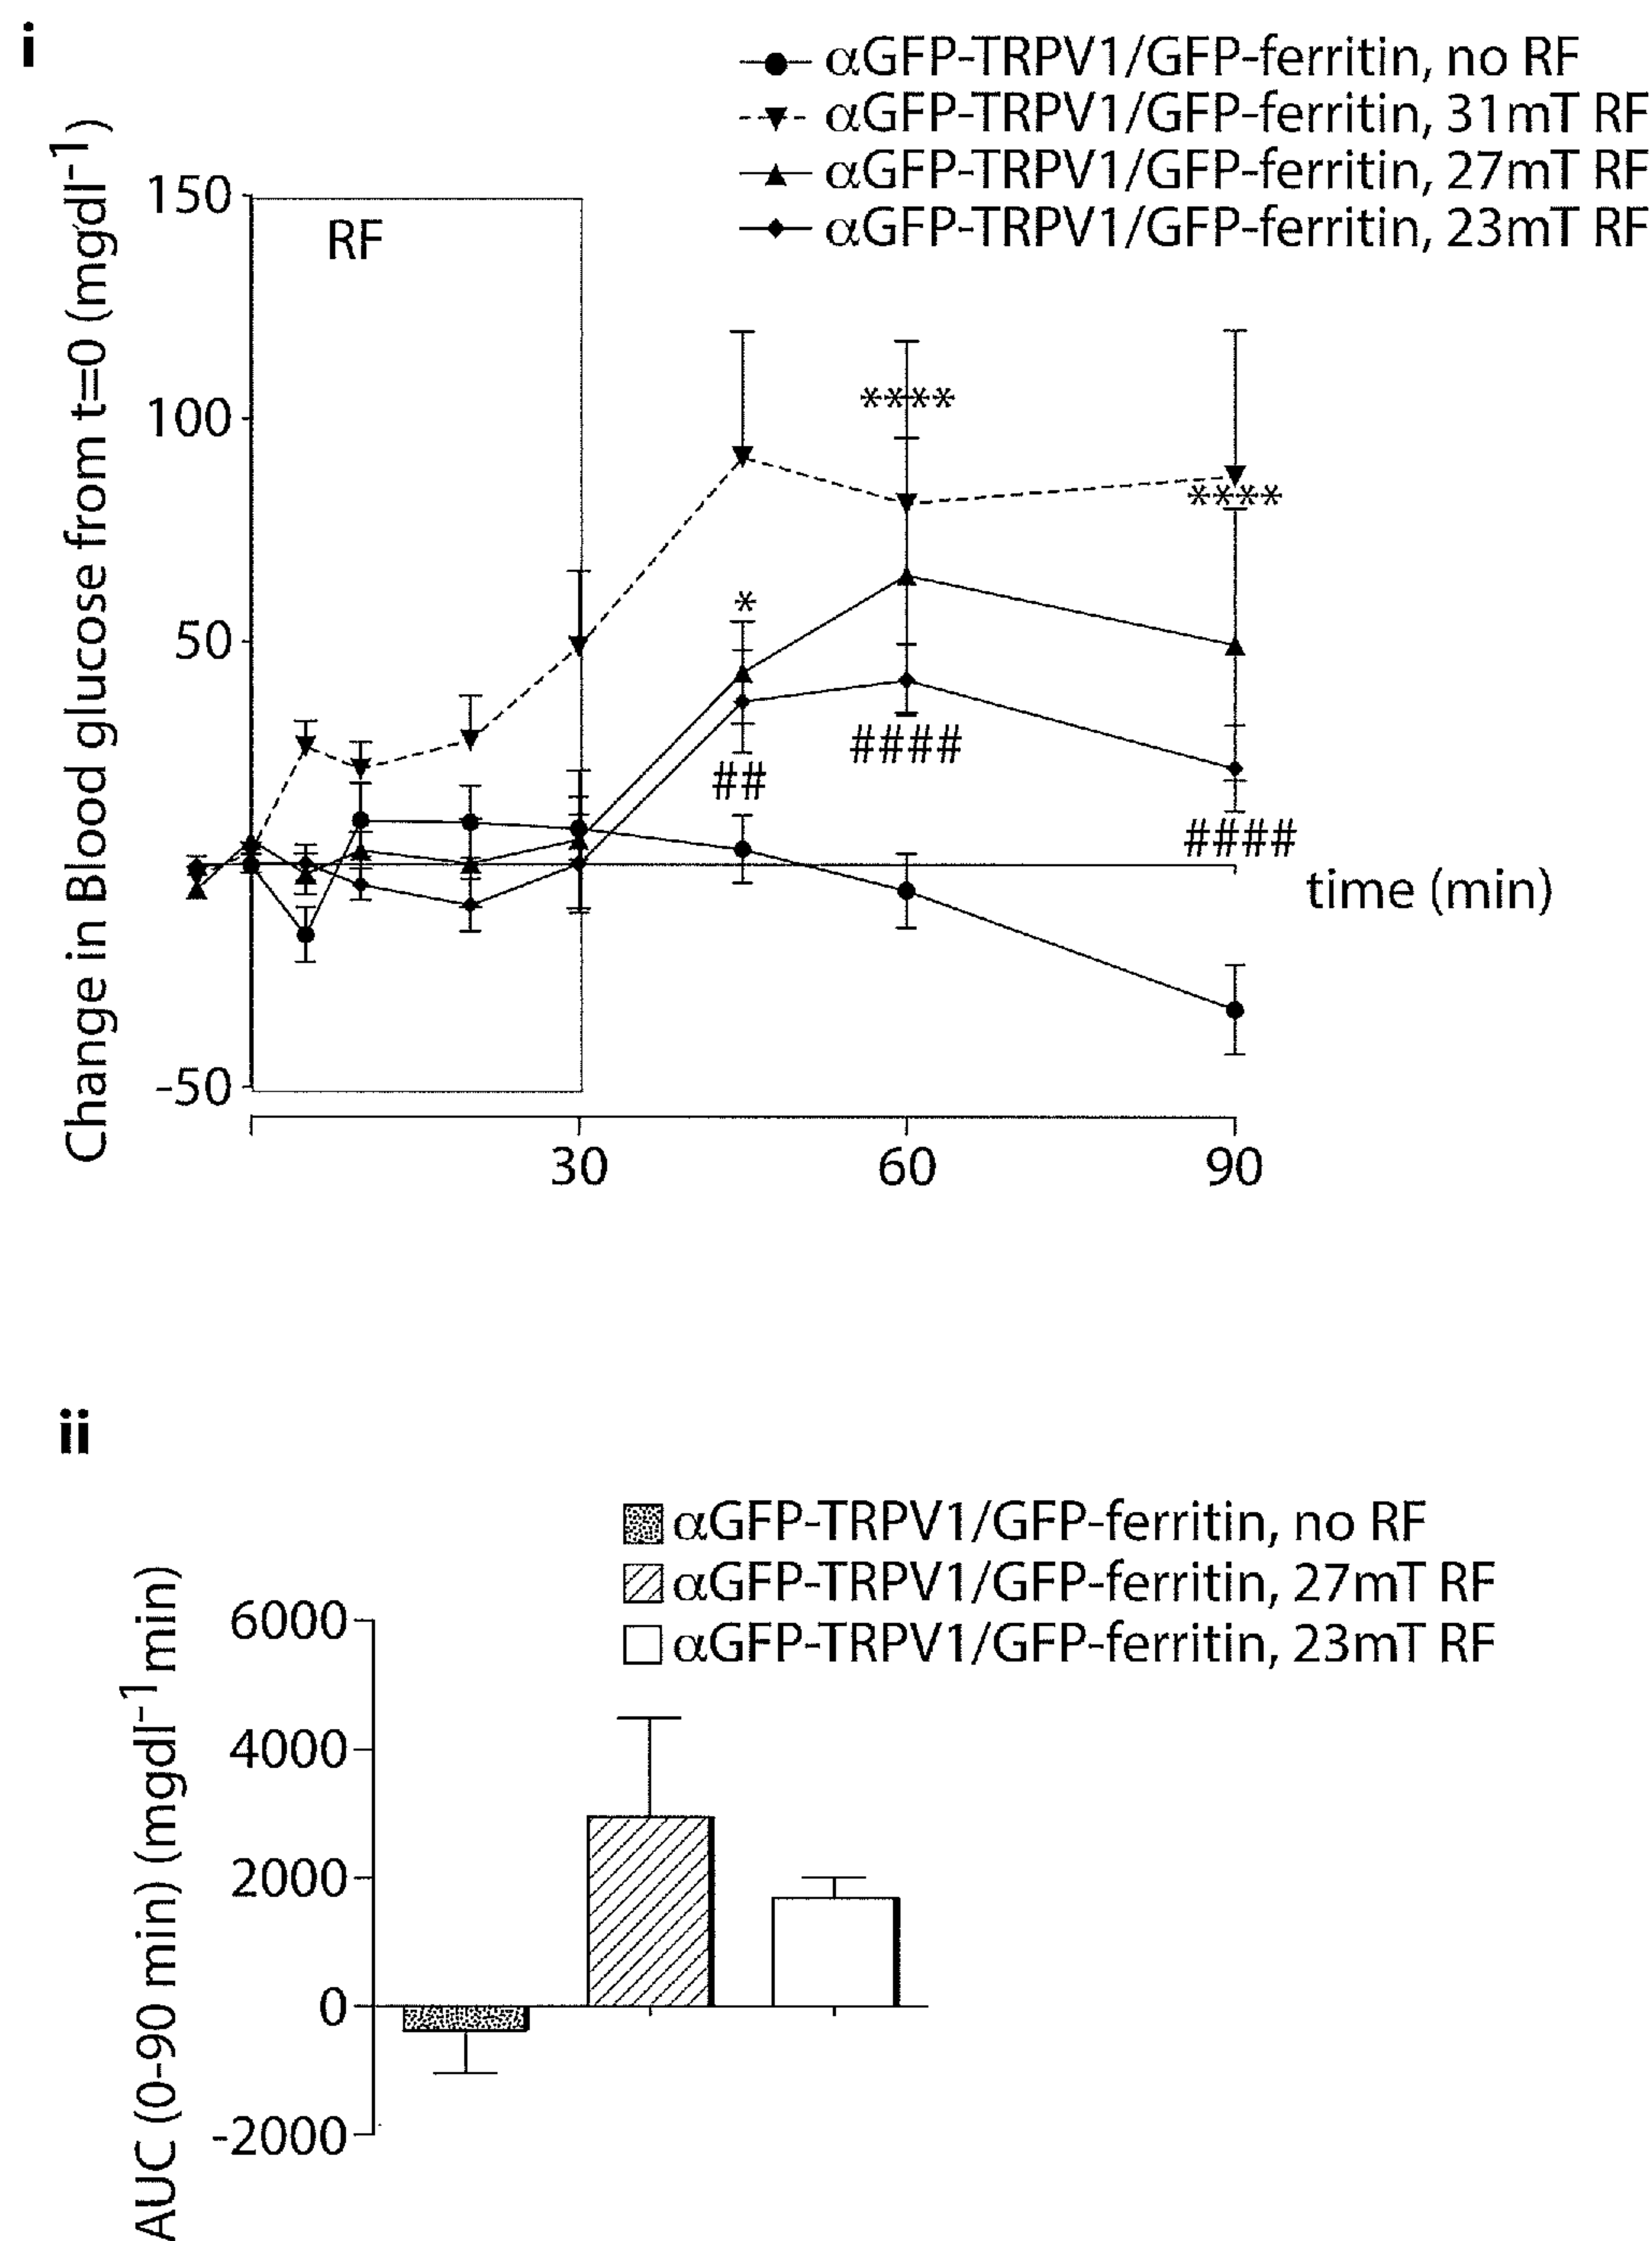 i
αGFP-TRPV1/GFP-ferritin, no RF
αGFP-TRPV1/GFP-ferritin, 31mT RF
αGFP-TRPV1/GFP-ferritin, 27mT RF
αGFP-TRPV1/GFP-ferritin, 23mT RF
Change in Blood glucose from t=0 (mgdl⁻¹)
150
RF
100
****
****
50
*
####
##
####
time (min)
-50
30 60 90
ii
αGFP-TRPV1/GFP-ferritin, no RF
αGFP-TRPV1/GFP-ferritin, 27mT RF
αGFP-TRPV1/GFP-ferritin, 23mT RF
AUC (0-90 min) (mgdl⁻¹min)
6000
4000
2000
0
-2000